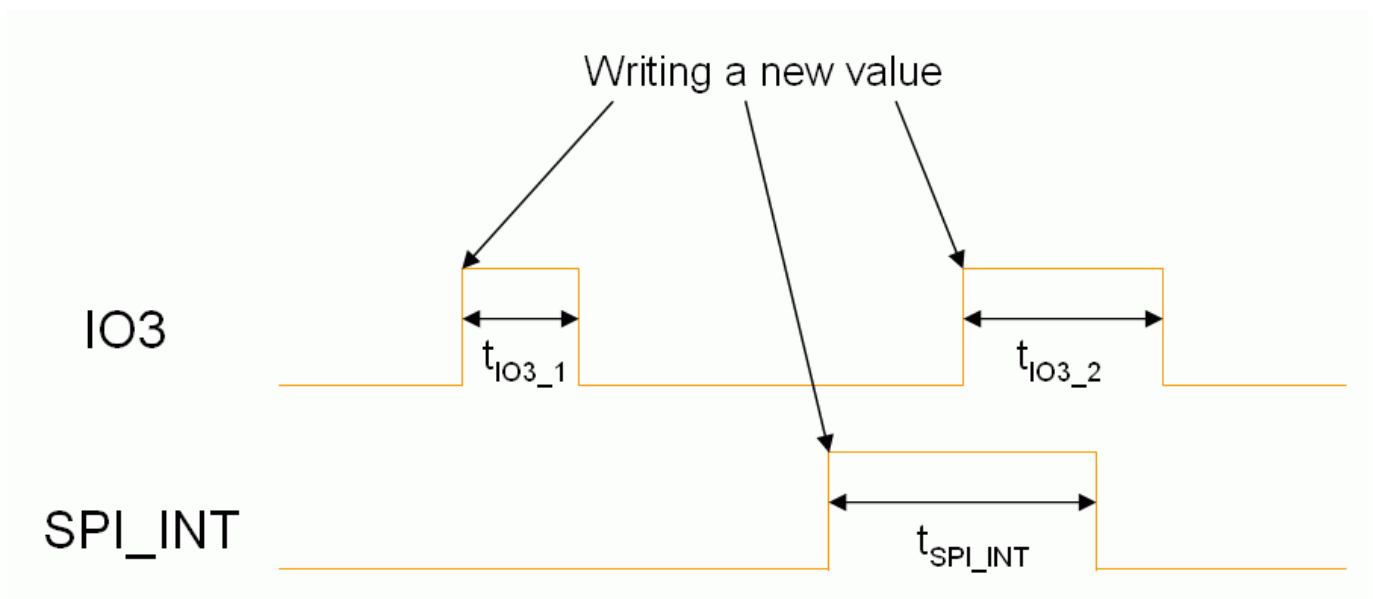 Writing a new value
IO3
tIO3_1
tIO3_2
SPI_INT
tSPI_INT